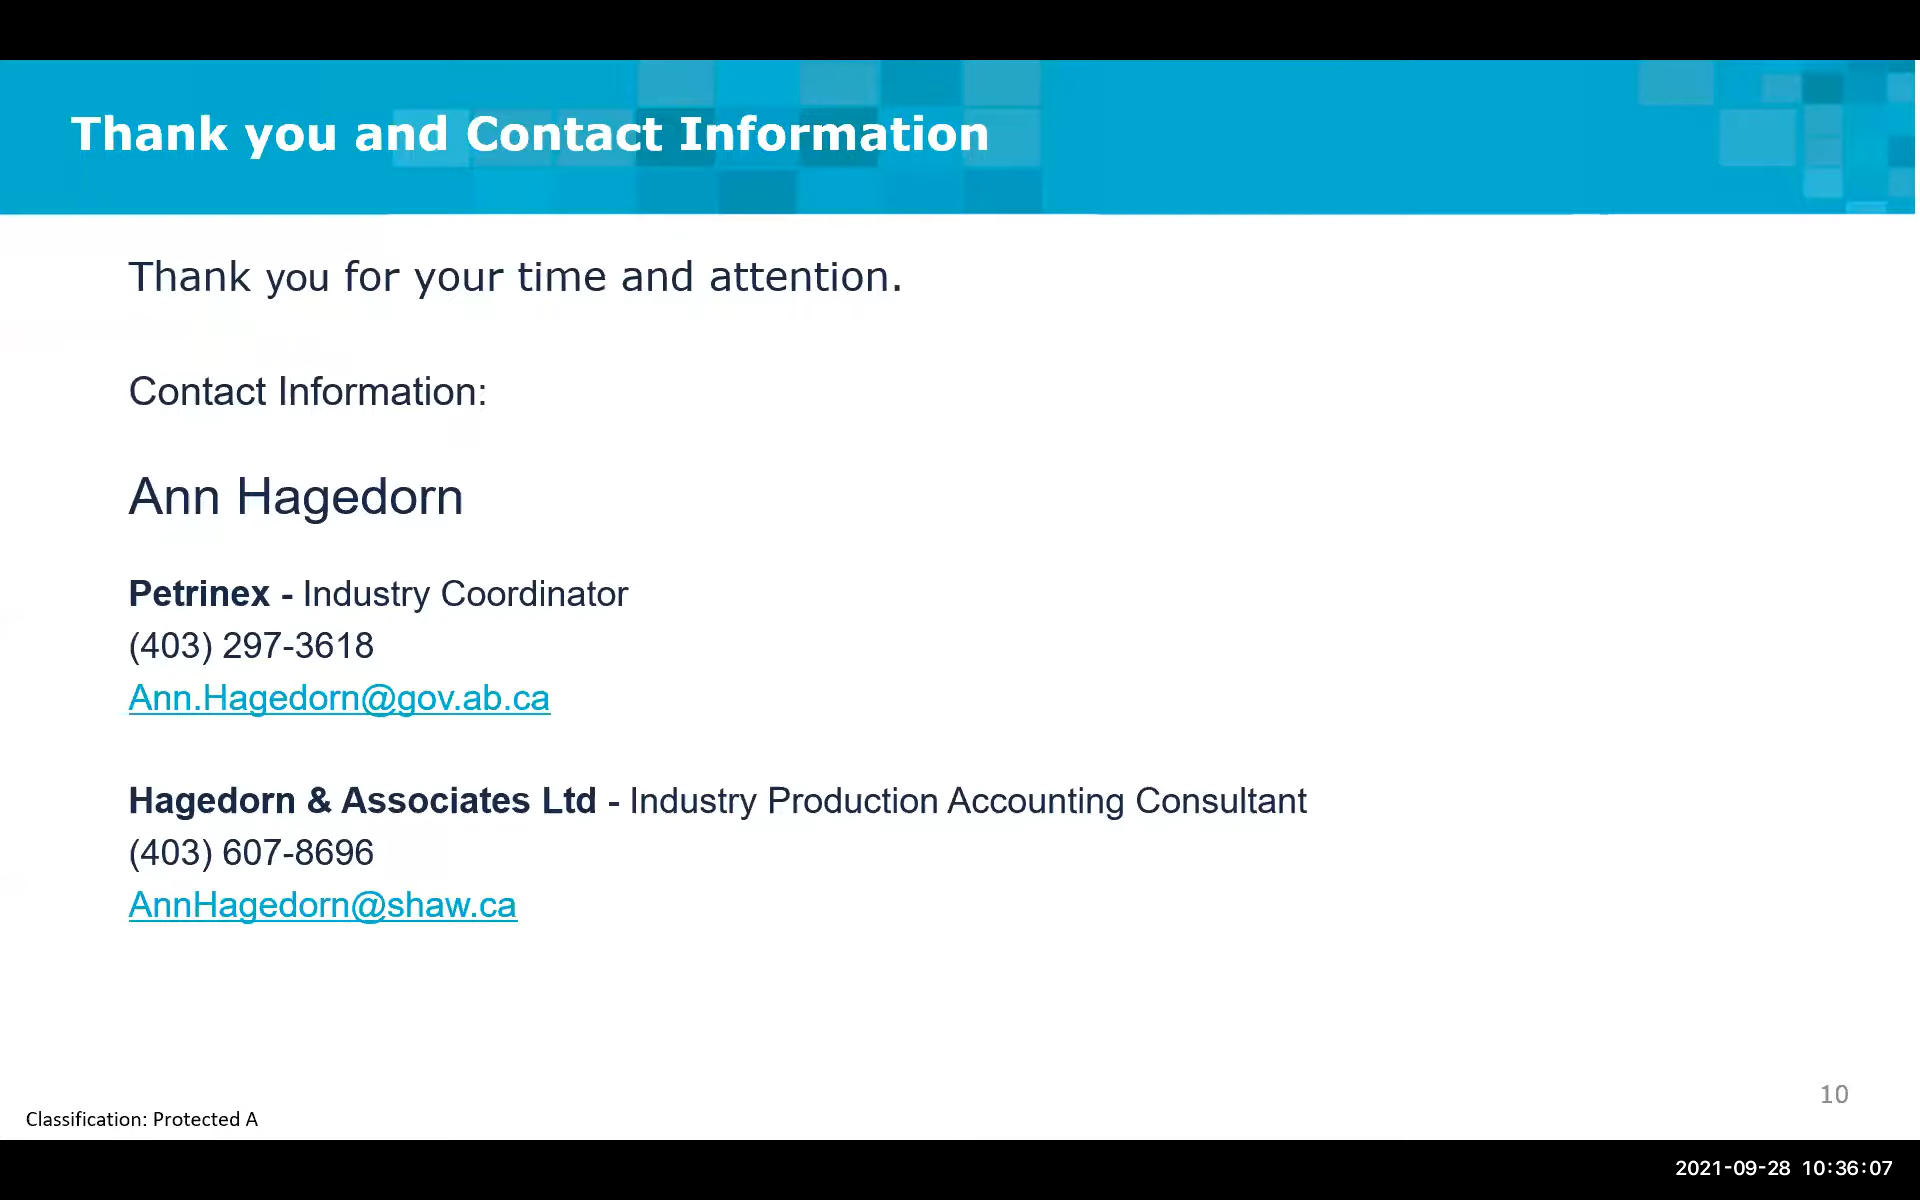 Thank you and Contact Information
Thank you for your time and attention.
Contact Information:
Ann Hagedorn
Petrinex - Industry Coordinator
(403) 297-3618
Ann.Hagedorn@gov.ab.ca
Hagedorn & Associates Ltd - Industry Production Accounting Consultant
(403) 607-8696
AnnHagedorn@shaw.ca
10
Classification: Protected A
2021-09-28 10:36:07